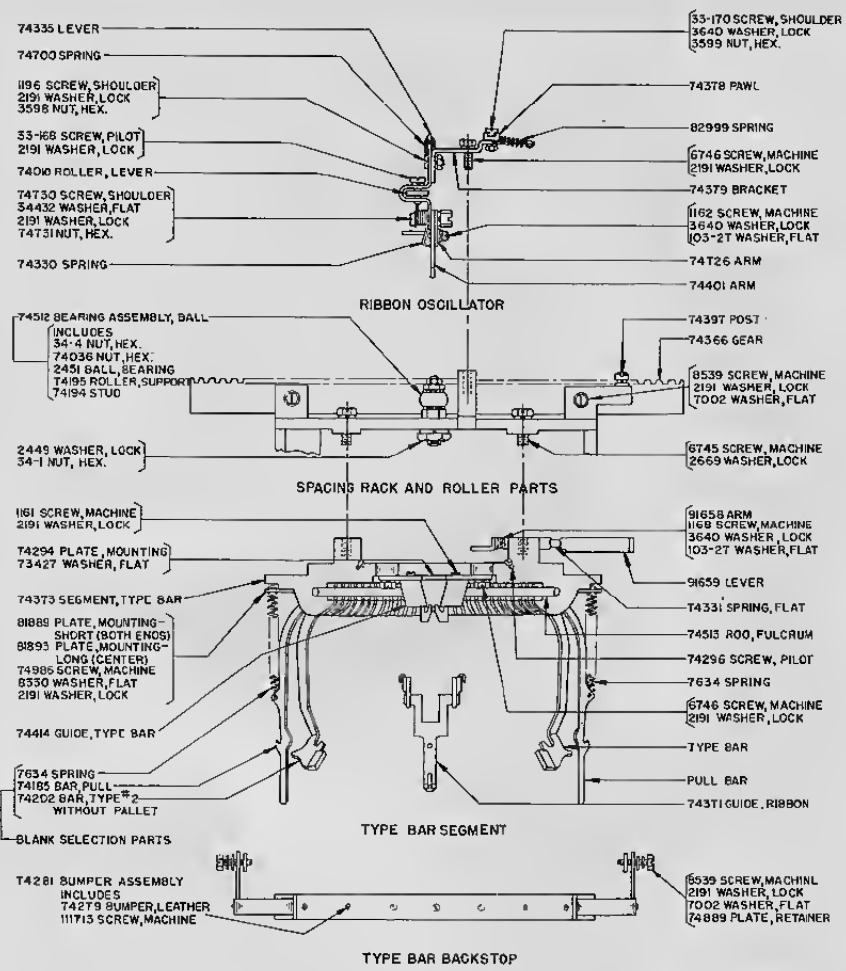 74335 LEVER
74700 SPRING
1196 SCREW, SHOULDER
2191 WASHER, LOCK
3598 NUT, HEX.
33-168 SCREW, PILOT
2191 WASHER, LOCK
74010 ROLLER, LEVER
74730 SCREW, SHOULDER
34432 WASHER, FLAT
2191 WASHER, LOCK
74731 NUT, HEX.
74330 SPRING
33-170 SCREW, SHOULDER
3640 WASHER, LOCK
3599 NUT, HEX.
74378 PAWL
82999 SPRING
6746 SCREW, MACHINE
2191 WASHER, LOCK
74379 BRACKET
1162 SCREW, MACHINE
3640 WASHER, LOCK
103-27 WASHER, FLAT
74726 ARM
74401 ARM
RIBBON OSCILLATOR
74512 BEARING ASSEMBLY, BALL
INCLUDES
34-4 NUT, HEX.
74036 NUT, HEX.
2451 BALL, BEARING
74195 ROLLER, SUPPORT
74194 STUD
2449 WASHER, LOCK
34-1 NUT, HEX.
74397 POST
74366 GEAR
8539 SCREW, MACHINE
2191 WASHER, LOCK
7002 WASHER, FLAT
6745 SCREW, MACHINE
2669 WASHER, LOCK
SPACING RACK AND ROLLER PARTS
1161 SCREW, MACHINE
2191 WASHER, LOCK
74294 PLATE, MOUNTING
73427 WASHER, FLAT
74373 SEGMENT, TYPE BAR
81889 PLATE, MOUNTING-
SHORT (BOTH ENDS)
81893 PLATE, MOUNTING-
LONG (CENTER)
74986 SCREW, MACHINE
8330 WASHER, FLAT
2191 WASHER, LOCK
74414 GUIDE, TYPE BAR
7634 SPRING
74185 BAR, PULL
74202 BAR, TYPE #2
WITHOUT PALLET
BLANK SELECTION PARTS
91658 ARM
1168 SCREW, MACHINE
3640 WASHER, LOCK
103-27 WASHER, FLAT
91659 LEVER
74331 SPRING, FLAT
74513 ROD, FULCRUM
74296 SCREW, PILOT
7634 SPRING
6746 SCREW, MACHINE
2191 WASHER, LOCK
TYPE BAR
PULL BAR
74371 GUIDE, RIBBON
TYPE BAR SEGMENT
74281 BUMPER ASSEMBLY
INCLUDES
74279 BUMPER, LEATHER
111713 SCREW, MACHINE
8539 SCREW, MACHINE
2191 WASHER, LOCK
7002 WASHER, FLAT
74889 PLATE, RETAINER
TYPE BAR BACKSTOP